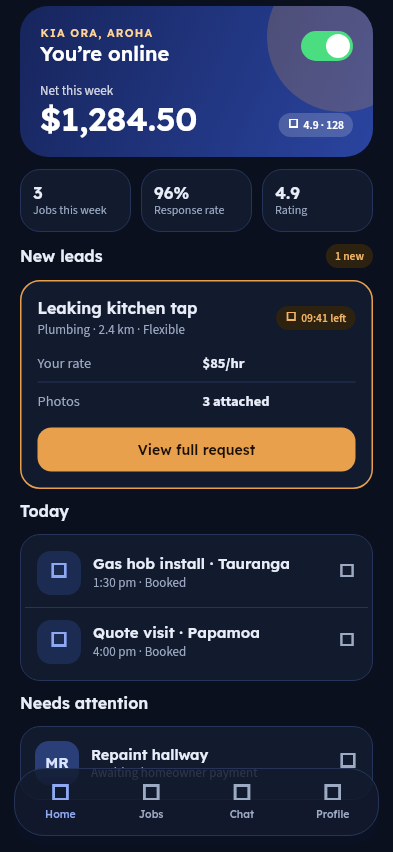 KIA ORA, AROHA
You’re online
Net this week
$1,284.50
4.9 · 128
3
Jobs this week
96%
Response rate
4.9
Rating
New leads
1 new
Leaking kitchen tap
Plumbing · 2.4 km · Flexible
09:41 left
Your rate
$85/hr
Photos
3 attached
View full request
Today
Gas hob install · Tauranga
1:30 pm · Booked
Quote visit · Papamoa
4:00 pm · Booked
Needs attention
MR
Repaint hallway
Awaiting homeowner payment
Home
Jobs
Chat
Profile